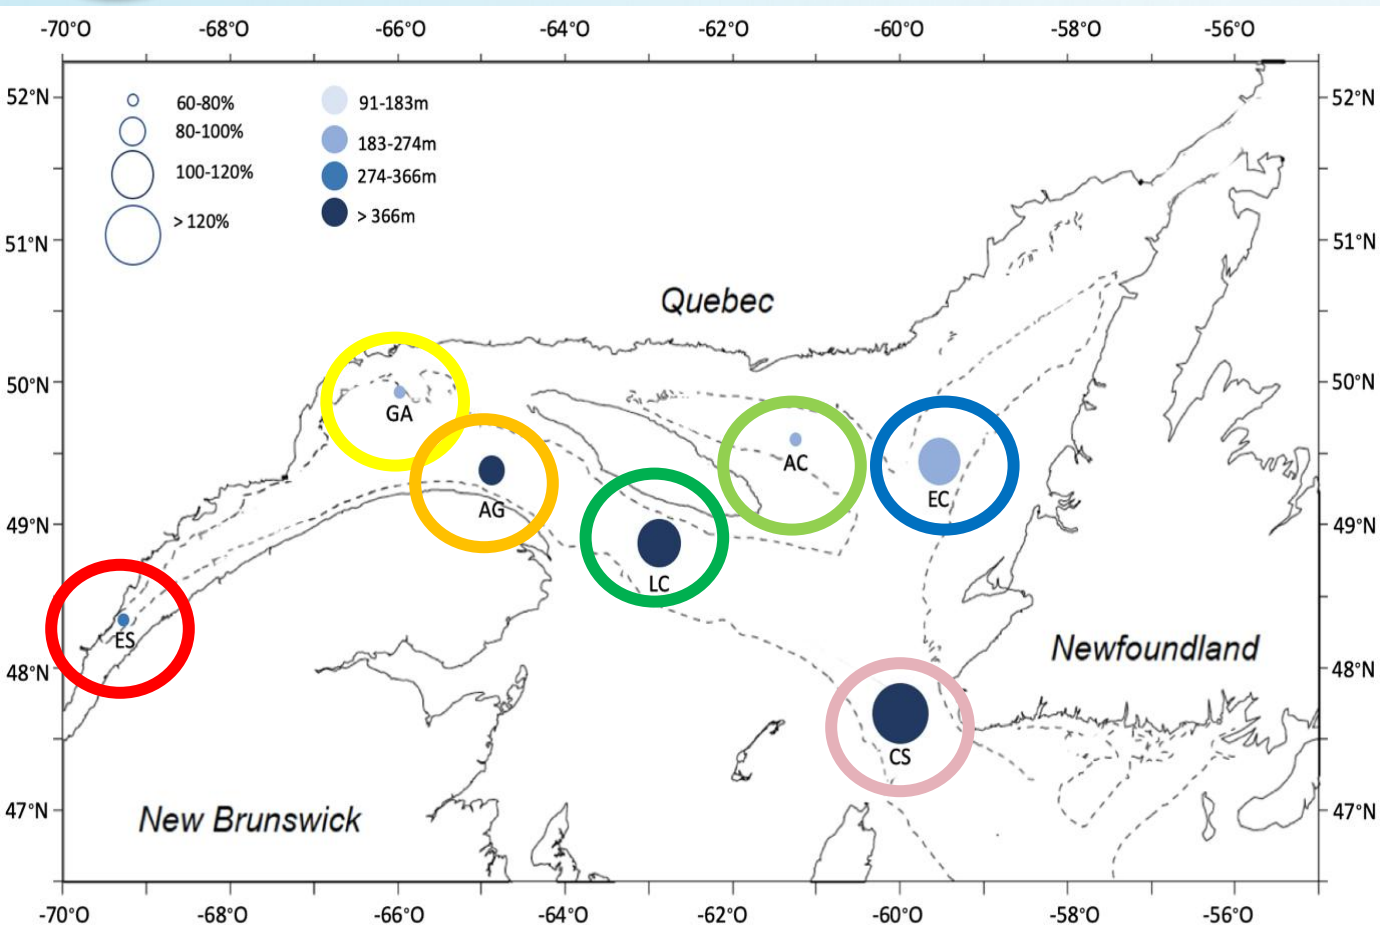 -70°O -68°O -66°O -64°O -62°O -60°O -58°O -56°O
52°N 60-80% 91-183m 52°N
80-100% 183-274m
100-120% 274-366m
> 120% > 366m
51°N 51°N
Quebec
50°N 50°N
GA
AC
EC
AG
49°N 49°N
LC
ES
Newfoundland
48°N 48°N
CS
47°N 47°N
New Brunswick
-70°O -68°O -66°O -64°O -62°O -60°O -58°O -56°O